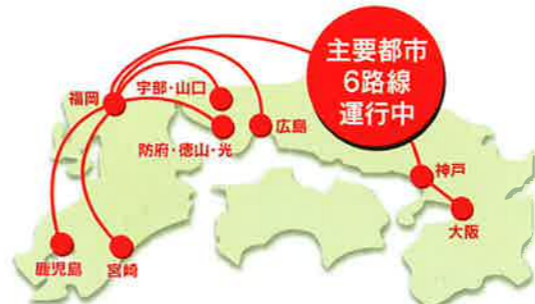 主要都市
6路線
運行中
福岡
宇部・山口
広島
防府・徳山・光
神戸
大阪
鹿児島
宮崎